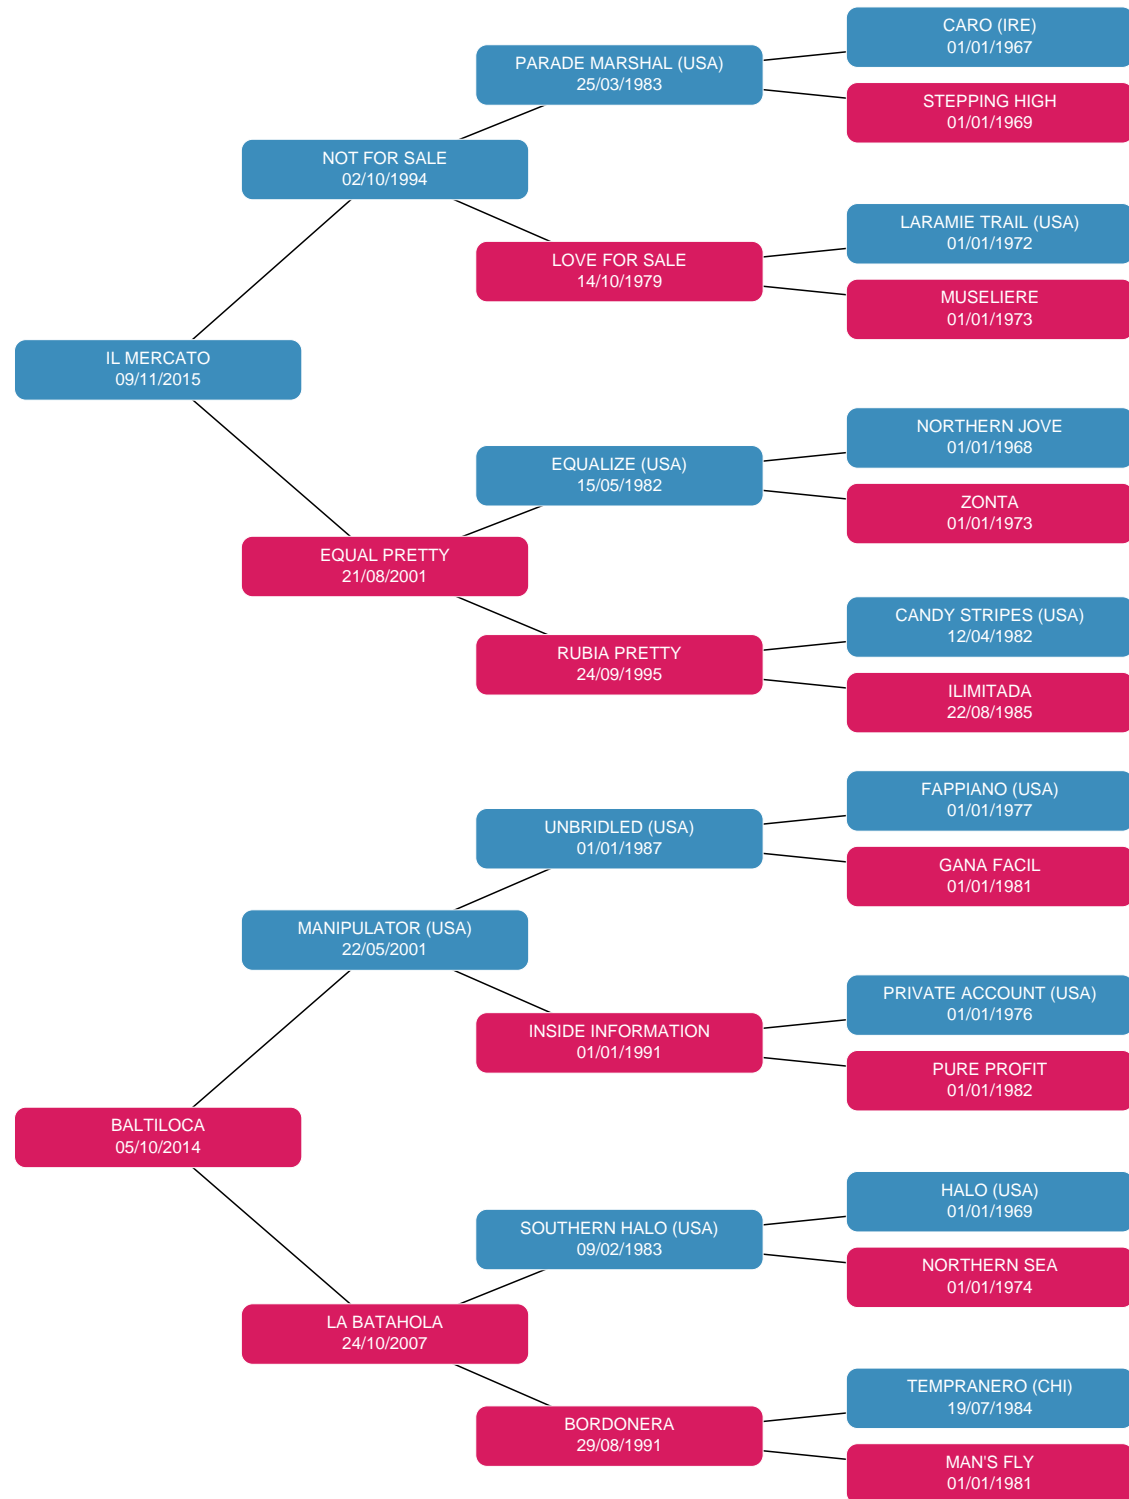 CARO (IRE)
01/01/1967
PARADE MARSHAL (USA)
25/03/1983
STEPPING HIGH
01/01/1969
NOT FOR SALE
02/10/1994
LARAMIE TRAIL (USA)
01/01/1972
LOVE FOR SALE
14/10/1979
MUSELIERE
01/01/1973
IL MERCATO
09/11/2015
NORTHERN JOVE
01/01/1968
EQUALIZE (USA)
15/05/1982
ZONTA
01/01/1973
EQUAL PRETTY
21/08/2001
CANDY STRIPES (USA)
12/04/1982
RUBIA PRETTY
24/09/1995
ILIMITADA
22/08/1985
FAPPIANO (USA)
01/01/1977
UNBRIDLED (USA)
01/01/1987
GANA FACIL
01/01/1981
MANIPULATOR (USA)
22/05/2001
PRIVATE ACCOUNT (USA)
01/01/1976
INSIDE INFORMATION
01/01/1991
PURE PROFIT
01/01/1982
BALTILOCA
05/10/2014
HALO (USA)
01/01/1969
SOUTHERN HALO (USA)
09/02/1983
NORTHERN SEA
01/01/1974
LA BATAHOLA
24/10/2007
TEMPRANERO (CHI)
19/07/1984
BORDONERA
29/08/1991
MAN'S FLY
01/01/1981